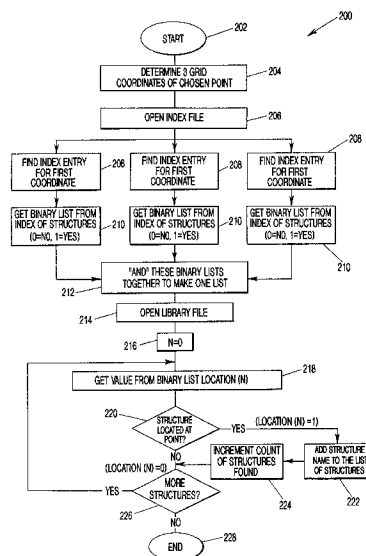 200
START
202
DETERMINE 3 GRID
COORDINATES OF CHOSEN POINT
204
OPEN INDEX FILE
206
FIND INDEX ENTRY
FOR FIRST
COORDINATE
208
FIND INDEX ENTRY
FOR FIRST
COORDINATE
208
FIND INDEX ENTRY
FOR FIRST
COORDINATE
208
GET BINARY LIST FROM
INDEX OF STRUCTURES
(0=NO, 1=YES)
210
GET BINARY LIST FROM
INDEX OF STRUCTURES
(0=NO, 1=YES)
210
GET BINARY LIST FROM
INDEX OF STRUCTURES
(0=NO, 1=YES)
210
"AND" THESE BINARY LISTS
TOGETHER TO MAKE ONE LIST
212
OPEN LIBRARY FILE
214
N=0
216
GET VALUE FROM BINARY LIST LOCATION (N)
218
STRUCTURE
LOCATED AT
POINT?
220
YES
(LOCATION (N) =1)
ADD STRUCTURE
NAME TO THE LIST
OF STRUCTURES
222
INCREMENT COUNT
OF STRUCTURES
FOUND
224
NO
(LOCATION (N) =0)
MORE
STRUCTURES?
226
YES
NO
END
228